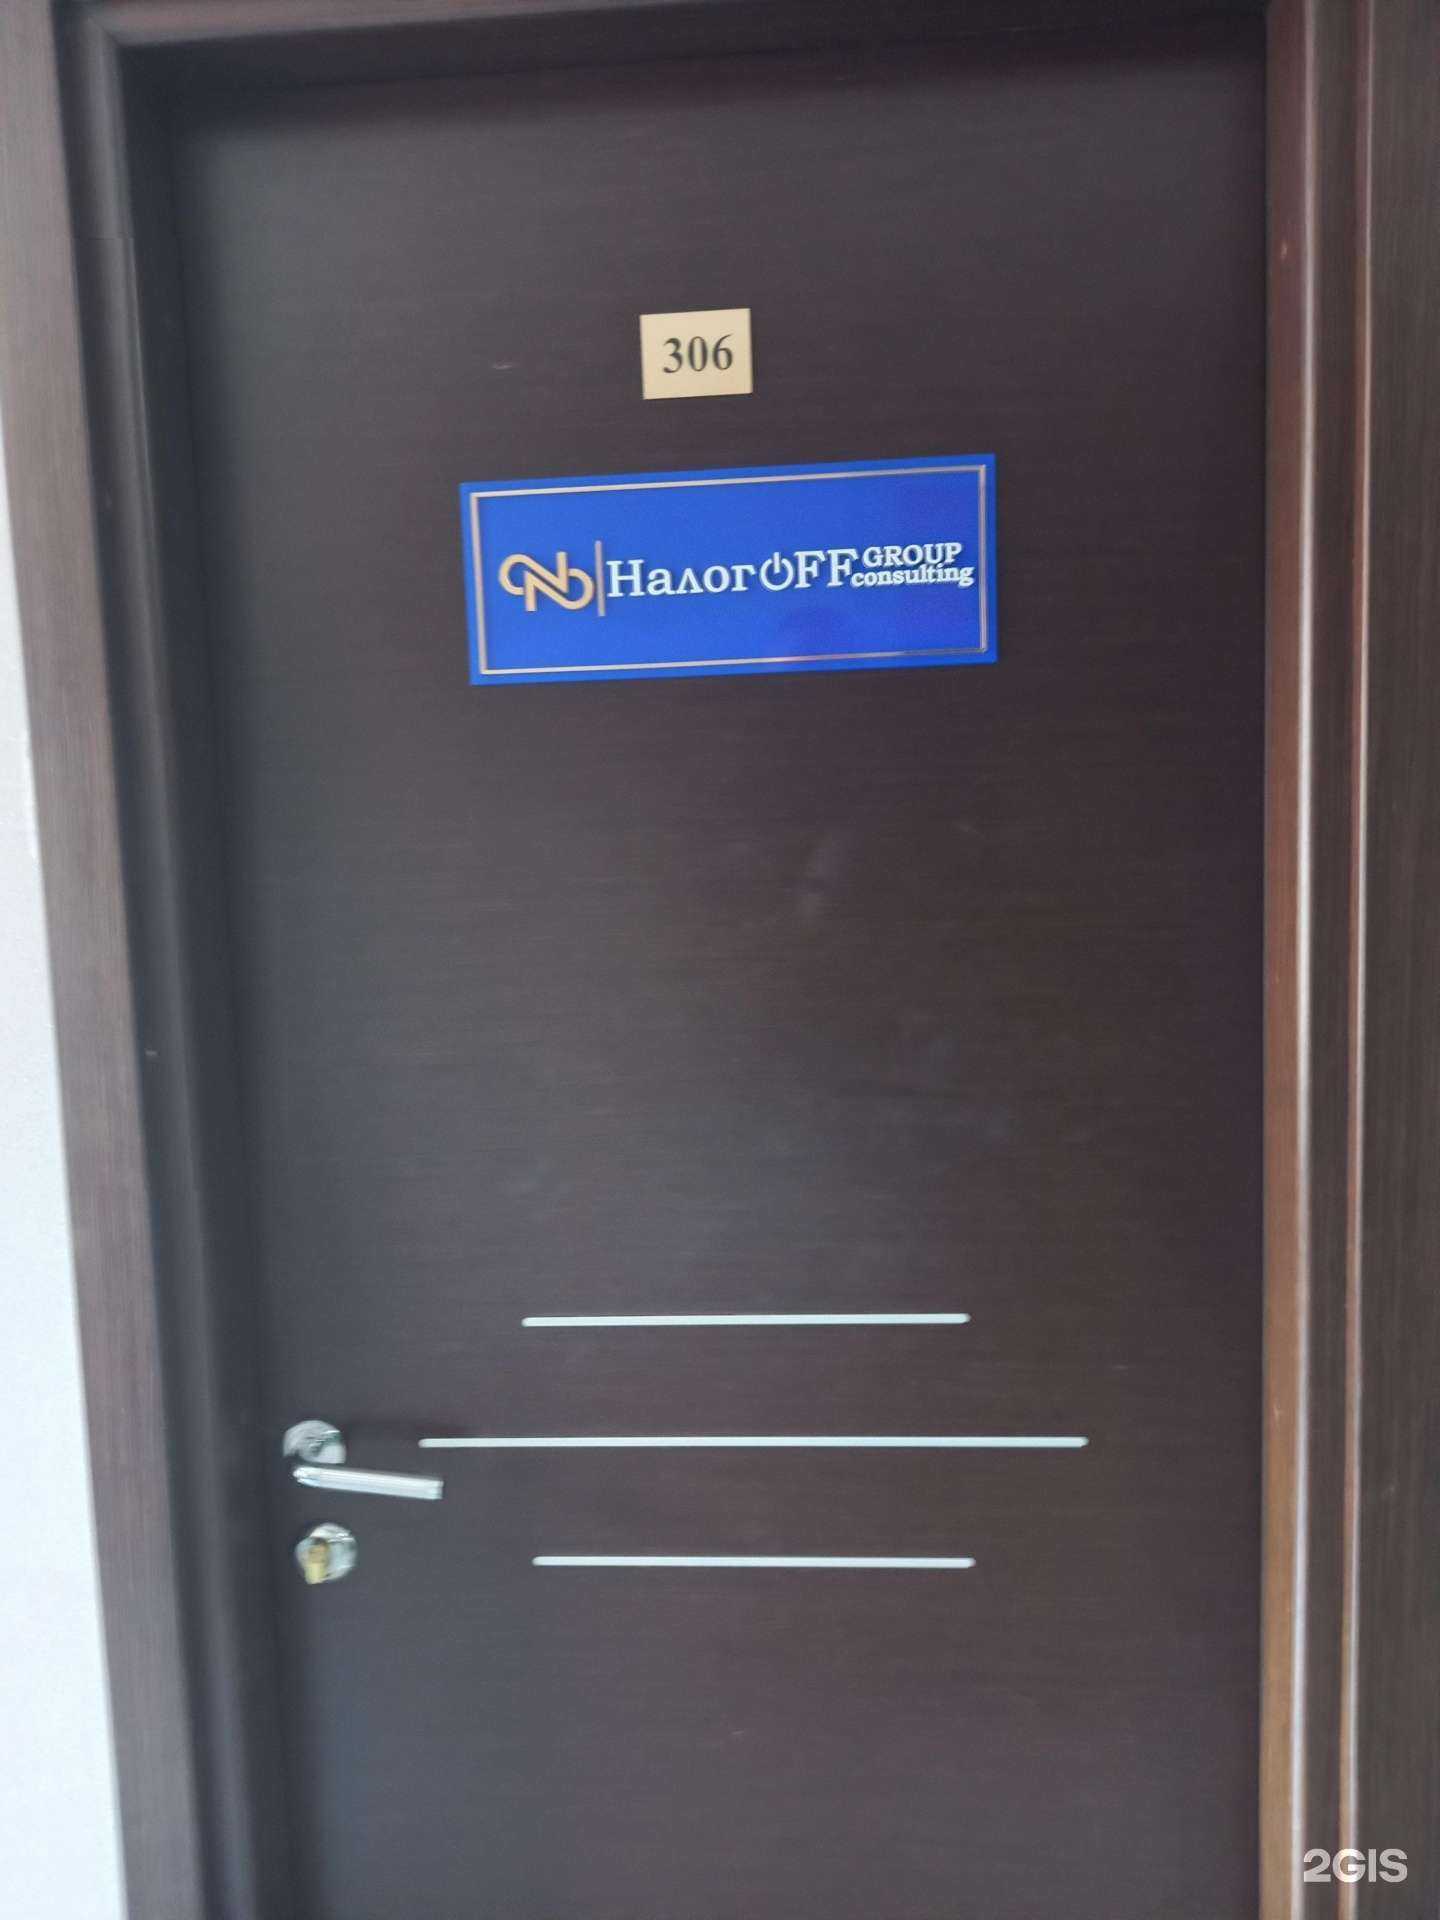 306
НалогOFF GROUP
consulting
2GIS